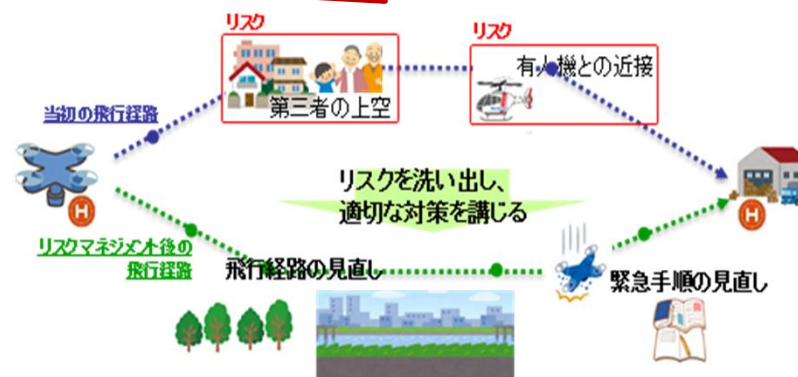 リスク
リスク
第三者の上空
有人機との近接
当初の飛行経路
H
リスクを洗い出し、
適切な対策を講じる
H
リスクマネジメント後の
飛行経路
飛行経路の見直し
緊急手順の見直し